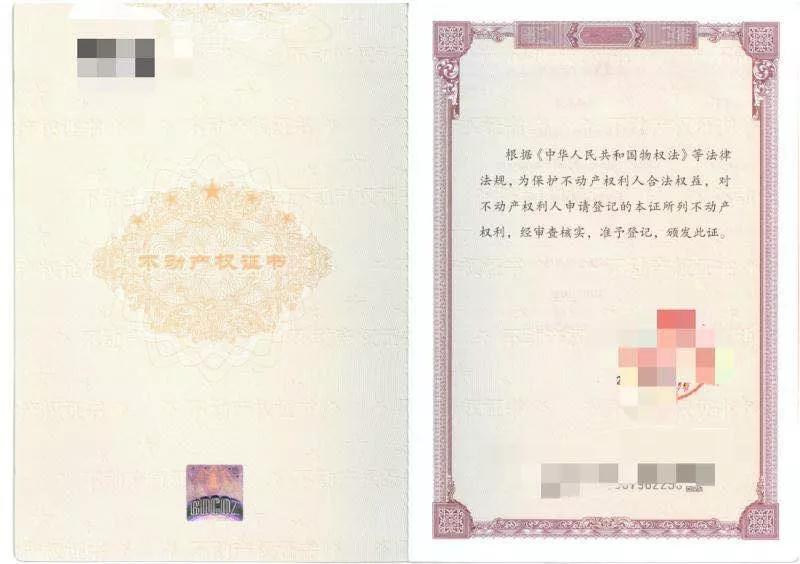 不动产权证书
根据《中华人民共和国物权法》等法律
法规，为保护不动产权利人合法权益，对
不动产权利人申请登记的本证所列不动产
权利，经审查核实，准予登记，颁发此证。